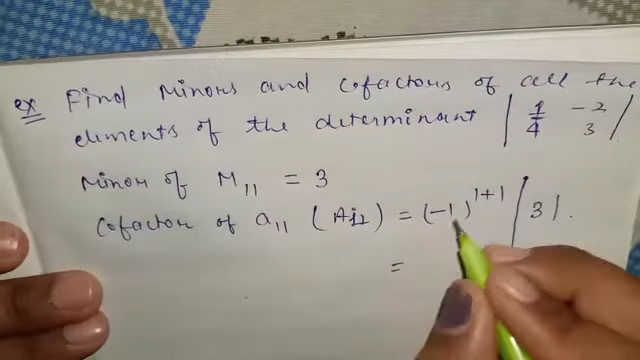 ex Find Minors and cofactors of all the
elements of the determinant | 1 -2 |
| 4 3 |
Minor of M₁₁ = 3
Cofactor of a₁₁ (Aij) = (-1)¹⁺¹ |3|.
=